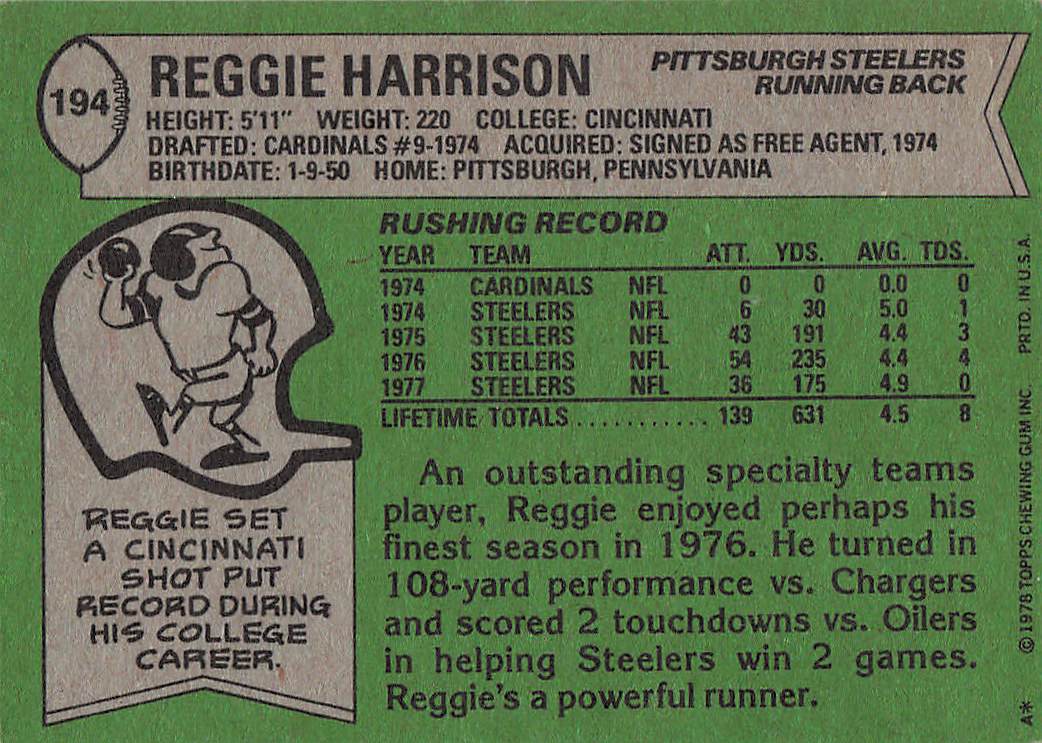 194
REGGIE HARRISON
PITTSBURGH STEELERS
RUNNING BACK
HEIGHT: 5'11" WEIGHT: 220 COLLEGE: CINCINNATI
DRAFTED: CARDINALS #9-1974 ACQUIRED: SIGNED AS FREE AGENT, 1974
BIRTHDATE: 1-9-50 HOME: PITTSBURGH, PENNSYLVANIA
RUSHING RECORD
YEAR TEAM ATT. YDS. AVG. TDS.
1974 CARDINALS NFL 0 0 0.0 0
1974 STEELERS NFL 6 30 5.0 1
1975 STEELERS NFL 43 191 4.4 3
1976 STEELERS NFL 54 235 4.4 4
1977 STEELERS NFL 36 175 4.9 0
LIFETIME TOTALS........... 139 631 4.5 8
An outstanding specialty teams
player, Reggie enjoyed perhaps his
finest season in 1976. He turned in
108-yard performance vs. Chargers
and scored 2 touchdowns vs. Oilers
in helping Steelers win 2 games.
Reggie's a powerful runner.
REGGIE SET
A CINCINNATI
SHOT PUT
RECORD DURING
HIS COLLEGE
CAREER.
A* © 1978 TOPPS CHEWING GUM INC. PRTD. IN U.S.A.